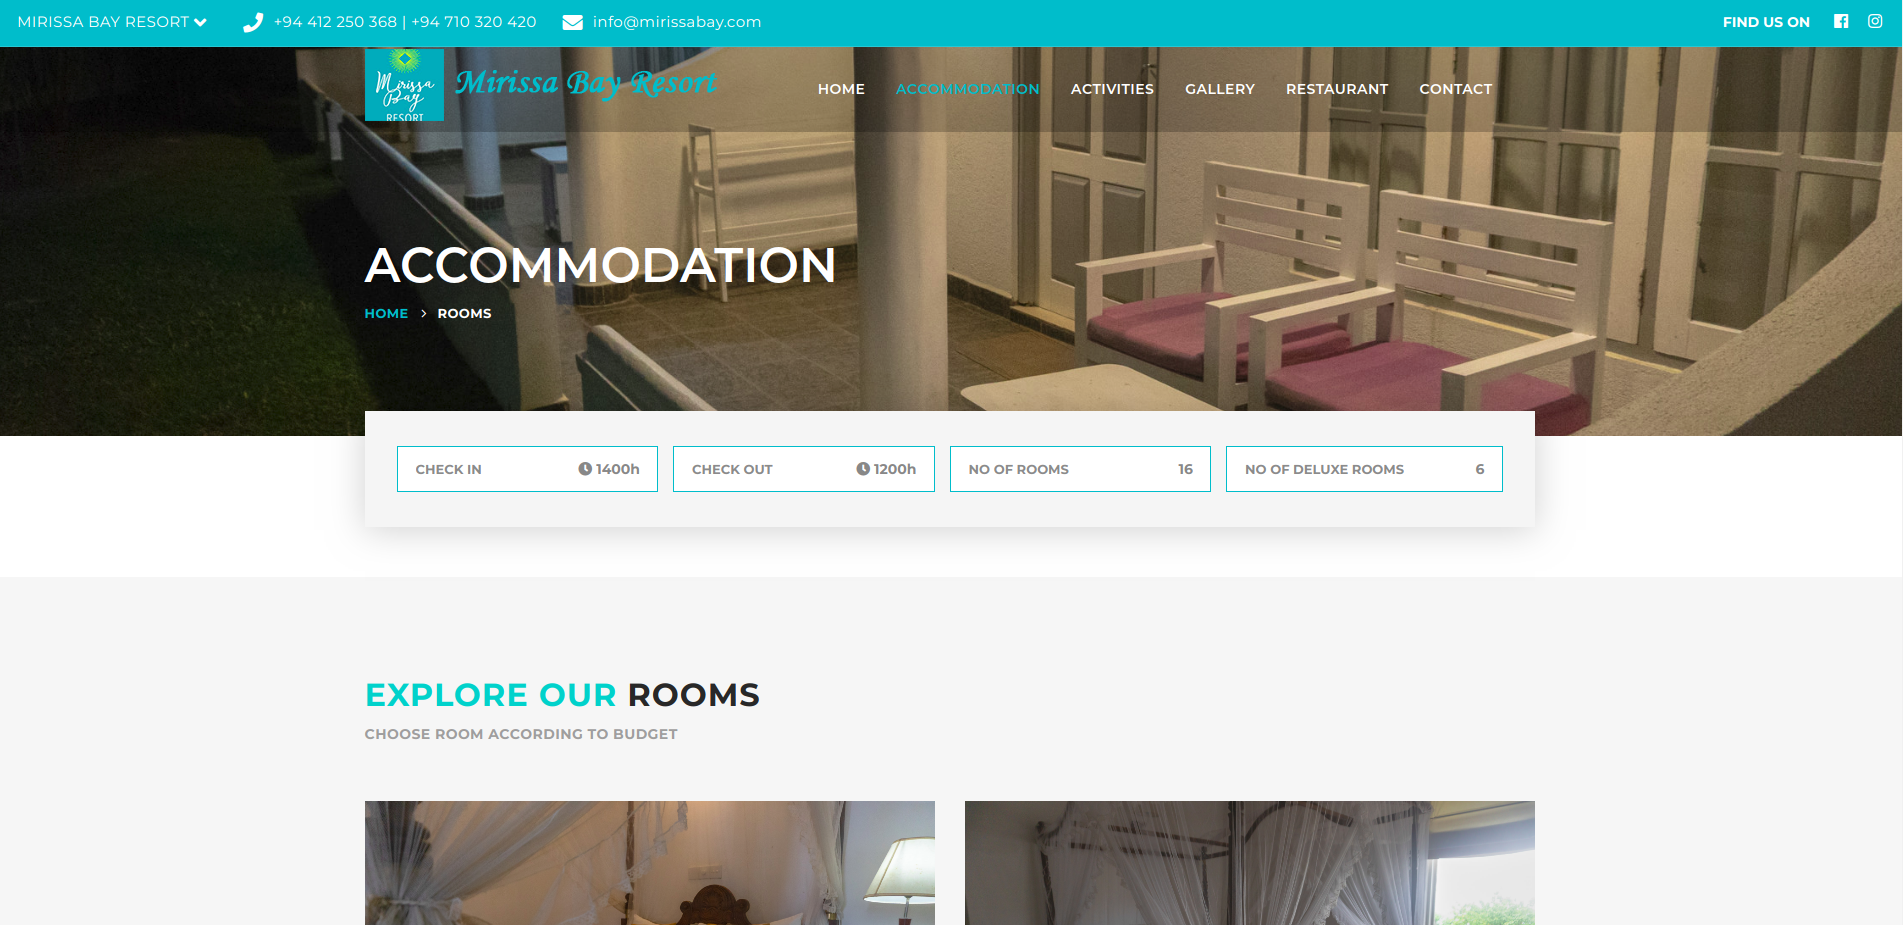 MIRISSA BAY RESORT
+94 412 250 368 | +94 710 320 420
info@mirissabay.com
FIND US ON
Mirissa
Bay
RESORT
Mirissa Bay Resort
HOME
ACCOMMODATION
ACTIVITIES
GALLERY
RESTAURANT
CONTACT
ACCOMMODATION
HOME > ROOMS
CHECK IN 1400h
CHECK OUT 1200h
NO OF ROOMS 16
NO OF DELUXE ROOMS 6
EXPLORE OUR ROOMS
CHOOSE ROOM ACCORDING TO BUDGET